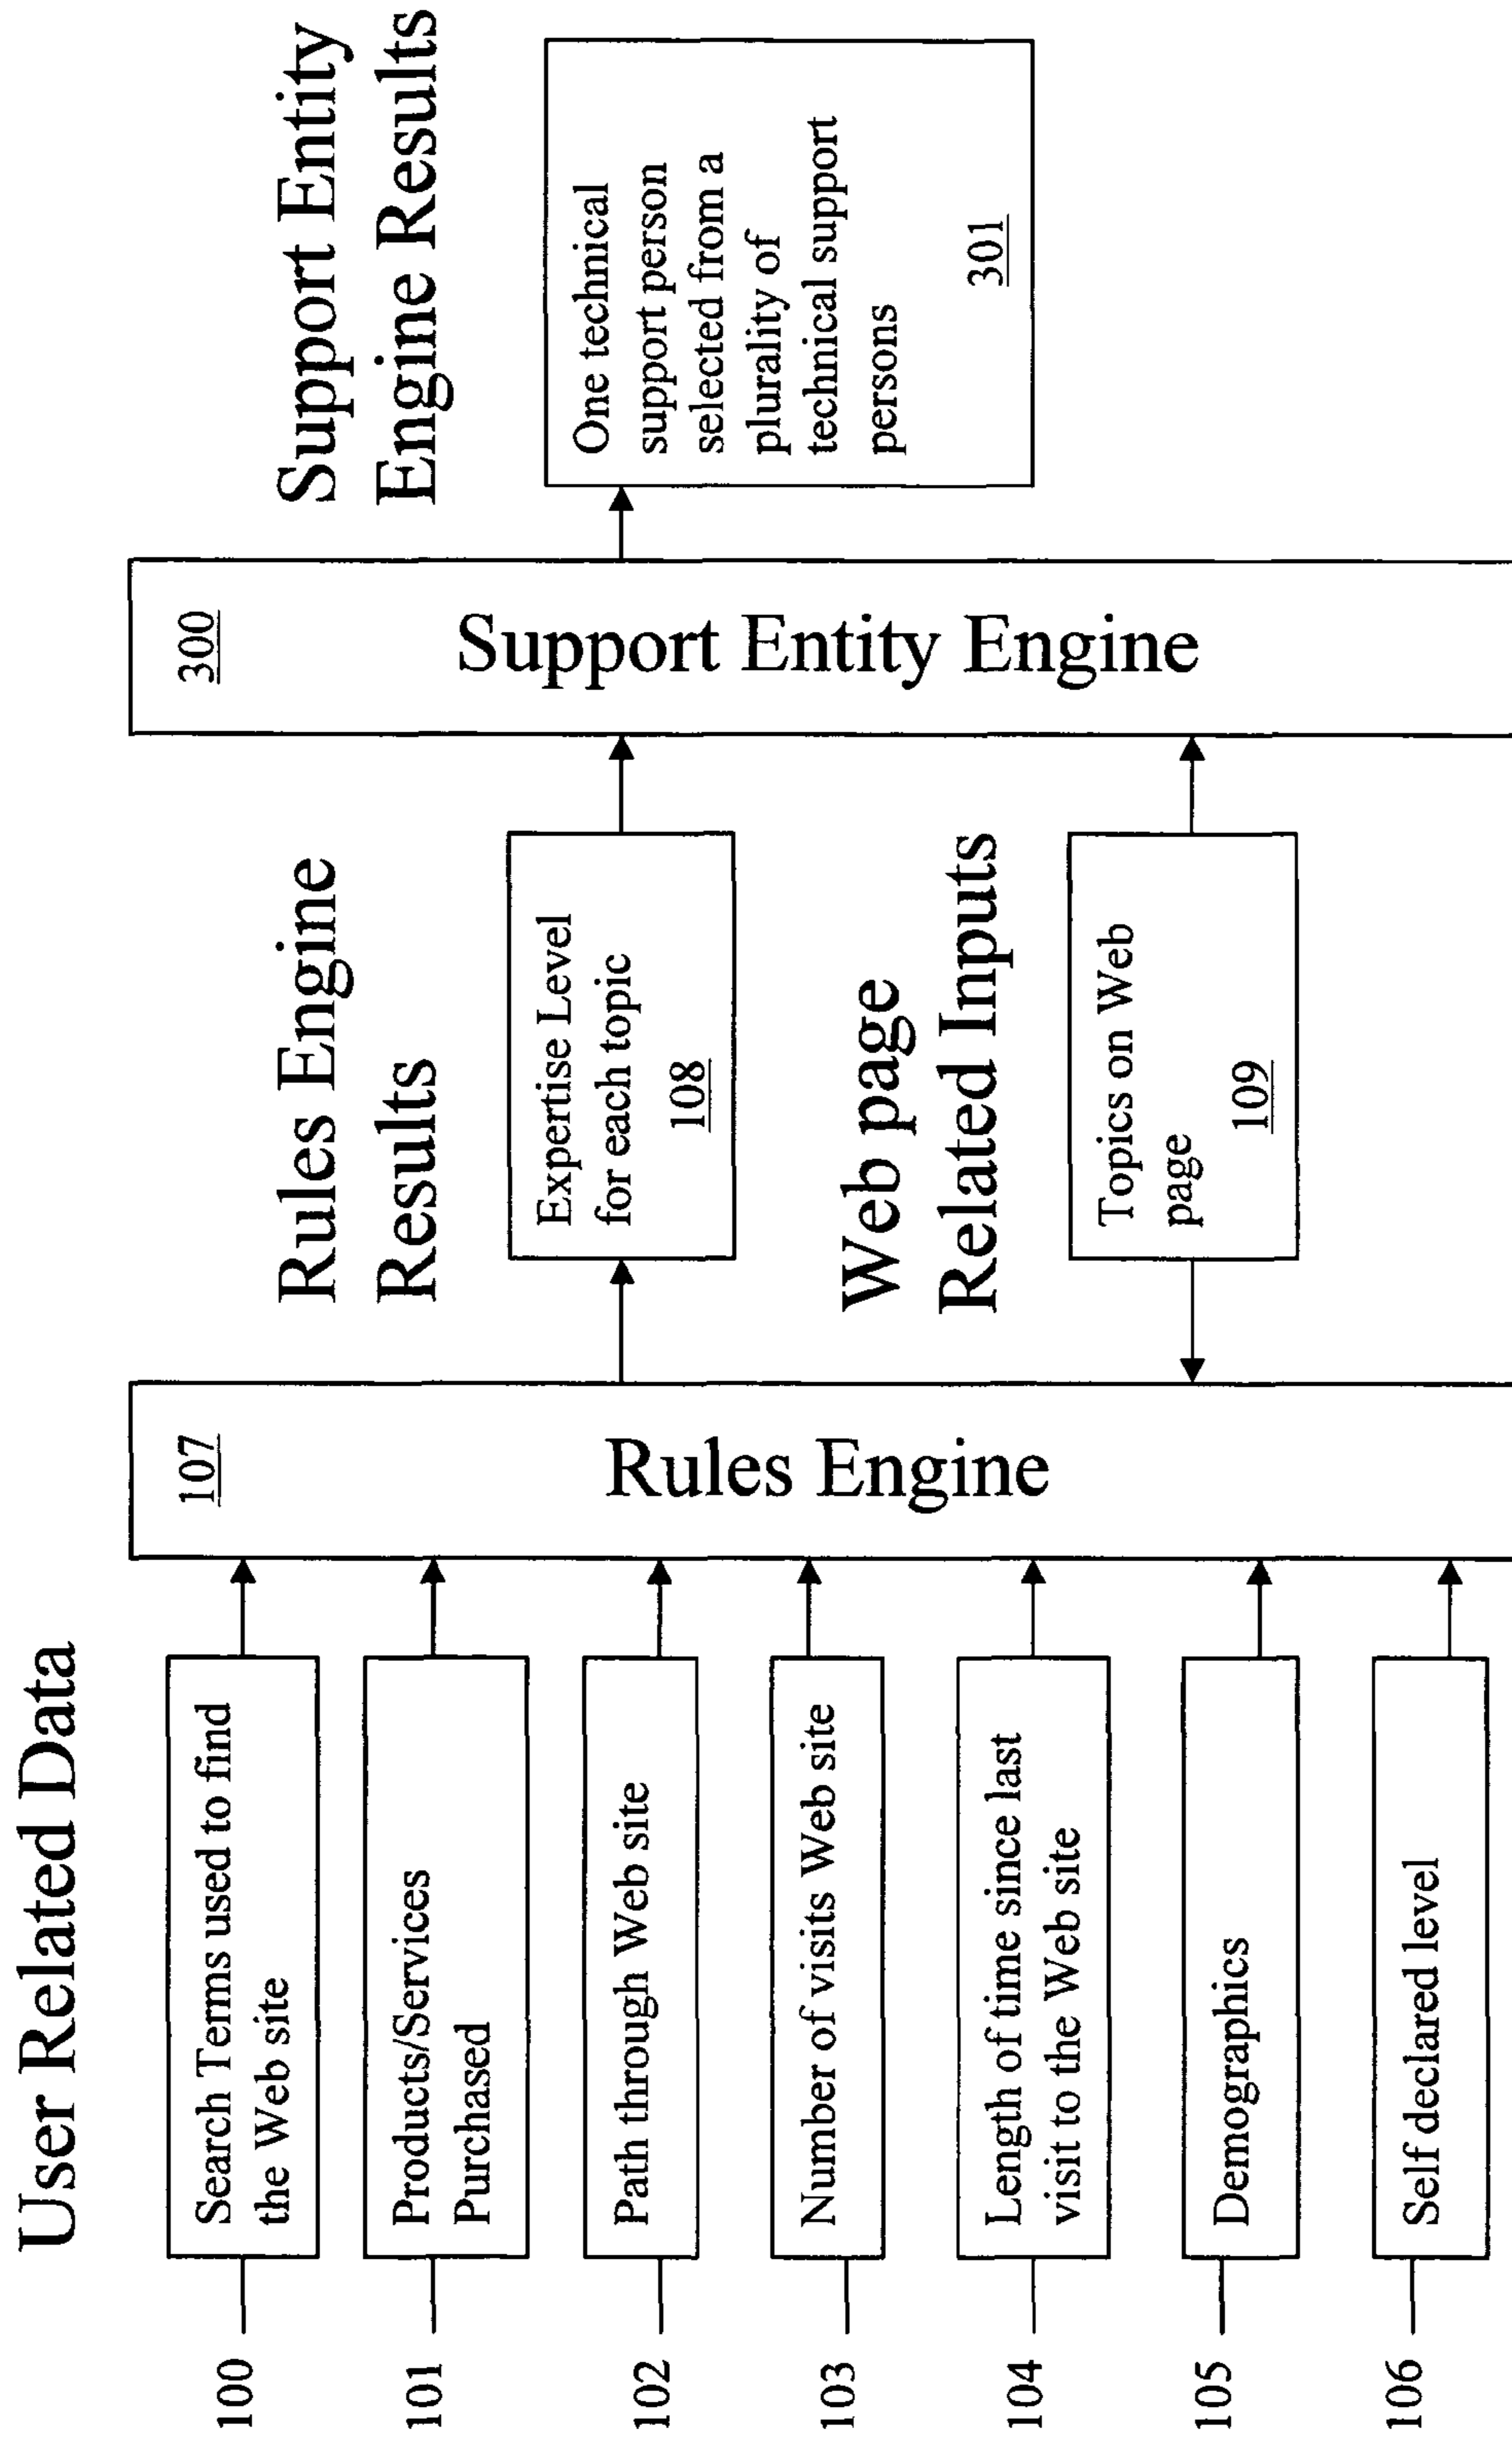 User Related Data
100
Search Terms used to find
the Web site
101
Products/Services
Purchased
102
Path through Web site
103
Number of visits Web site
104
Length of time since last
visit to the Web site
105
Demographics
106
Self declared level
107
Rules Engine
Rules Engine
Results
Expertise Level
for each topic
108
Web page
Related Inputs
Topics on Web
page
109
300
Support Entity Engine
Support Entity
Engine Results
One technical
support person
selected from a
plurality of
technical support
persons
301